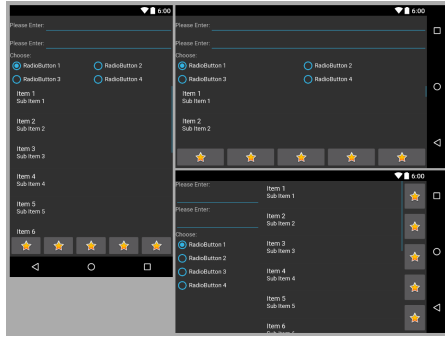 6:00
Please Enter:
Please Enter:
Choose:
RadioButton 1 RadioButton 2
RadioButton 3 RadioButton 4
Item 1
Sub Item 1
Item 2
Sub Item 2
Item 3
Sub Item 3
Item 4
Sub Item 4
Item 5
Sub Item 5
Item 6
6:00
Please Enter:
Please Enter:
Choose:
RadioButton 1 RadioButton 2
RadioButton 3 RadioButton 4
Item 1
Sub Item 1
Item 2
Sub Item 2
6:00
Please Enter:
Please Enter:
Choose:
RadioButton 1
RadioButton 2
RadioButton 3
RadioButton 4
Item 1
Sub Item 1
Item 2
Sub Item 2
Item 3
Sub Item 3
Item 4
Sub Item 4
Item 5
Sub Item 5
Item 6
Sub Item 6